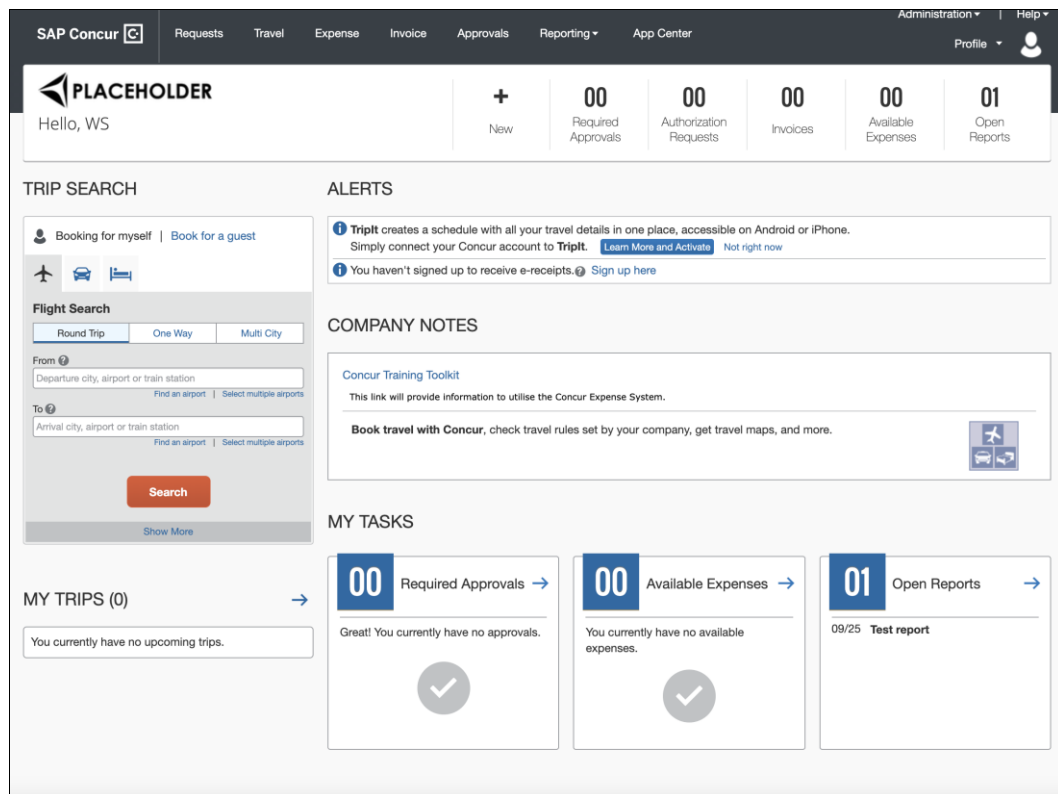 Administration | Help
SAP Concur C Requests Travel Expense Invoice Approvals Reporting App Center
Profile
PLACEHOLDER
Hello, WS
+ New
00 Required Approvals
00 Authorization Requests
00 Invoices
00 Available Expenses
01 Open Reports
TRIP SEARCH
Booking for myself | Book for a guest
Flight Search
Round Trip One Way Multi City
From ?
Departure city, airport or train station
Find an airport | Select multiple airports
To ?
Arrival city, airport or train station
Find an airport | Select multiple airports
Search
Show More
MY TRIPS (0)
You currently have no upcoming trips.
ALERTS
TripIt creates a schedule with all your travel details in one place, accessible on Android or iPhone.
Simply connect your Concur account to TripIt. Learn More and Activate Not right now
You haven't signed up to receive e-receipts. ? Sign up here
COMPANY NOTES
Concur Training Toolkit
This link will provide information to utilise the Concur Expense System.
Book travel with Concur, check travel rules set by your company, get travel maps, and more.
MY TASKS
00 Required Approvals
Great! You currently have no approvals.
00 Available Expenses
You currently have no available
expenses.
01 Open Reports
09/25 Test report